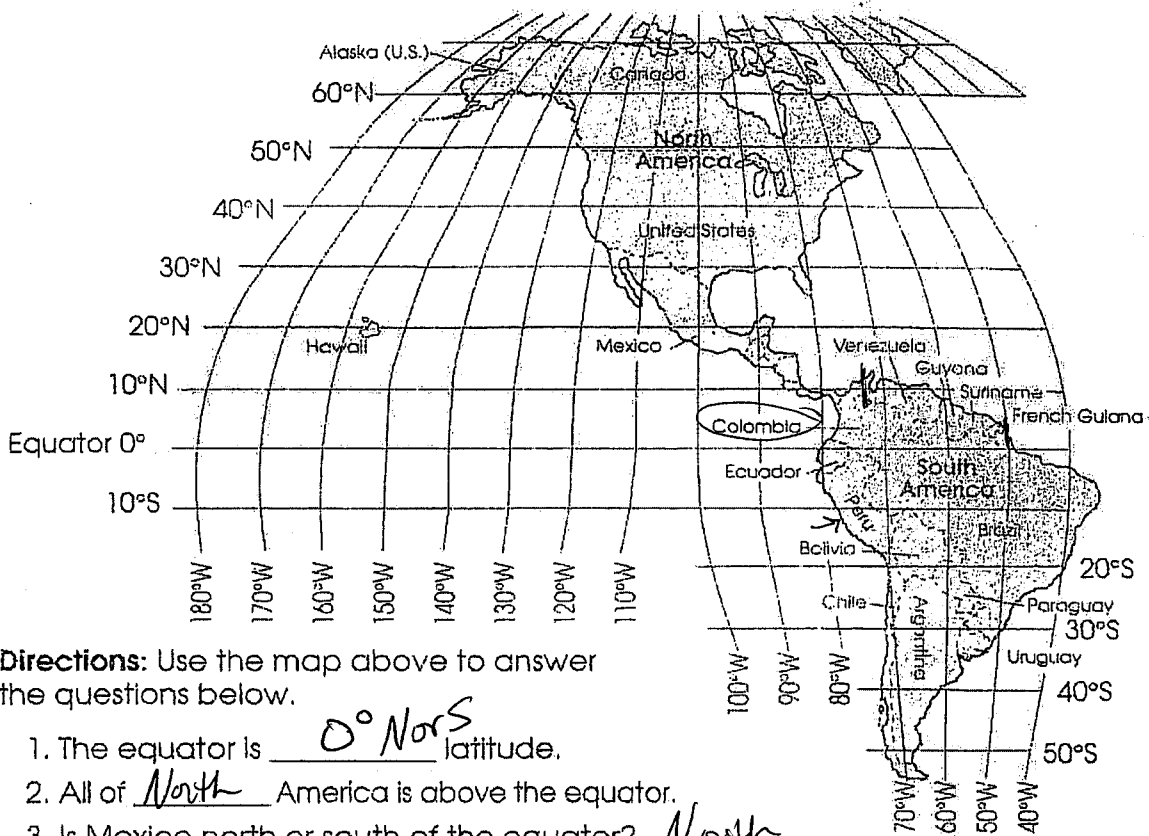 Alaska (U.S.)
Canada
60°N
North
America
50°N
40°N
United States
30°N
20°N
Hawaii
Mexico
Venezuela
10°N
Guyana
Suriname
French Guiana
Colombia
Equator 0°
Ecuador
South
America
10°S
Peru
Brazil
Bolivia
20°S
180°W
170°W
160°W
150°W
140°W
130°W
120°W
110°W
Chile
Argentina
Paraguay
30°S
Uruguay
100°W
90°W
80°W
40°S
50°S
70°W
60°W
50°W
40°W
Directions: Use the map above to answer
the questions below.
1. The equator is 0° N or S latitude.
2. All of North America is above the equator.
3. Is Mexico north or south of the equator? North